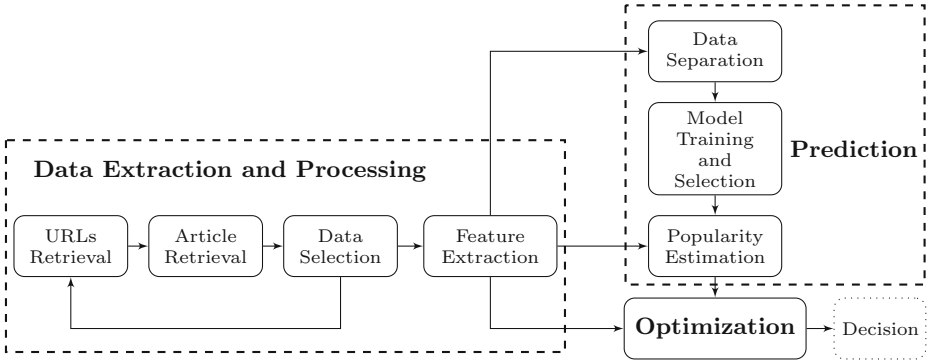 Data
Separation
Model
Training
and
Selection
Prediction
Data Extraction and Processing
URLs
Retrieval
Article
Retrieval
Data
Selection
Feature
Extraction
Popularity
Estimation
Optimization
Decision